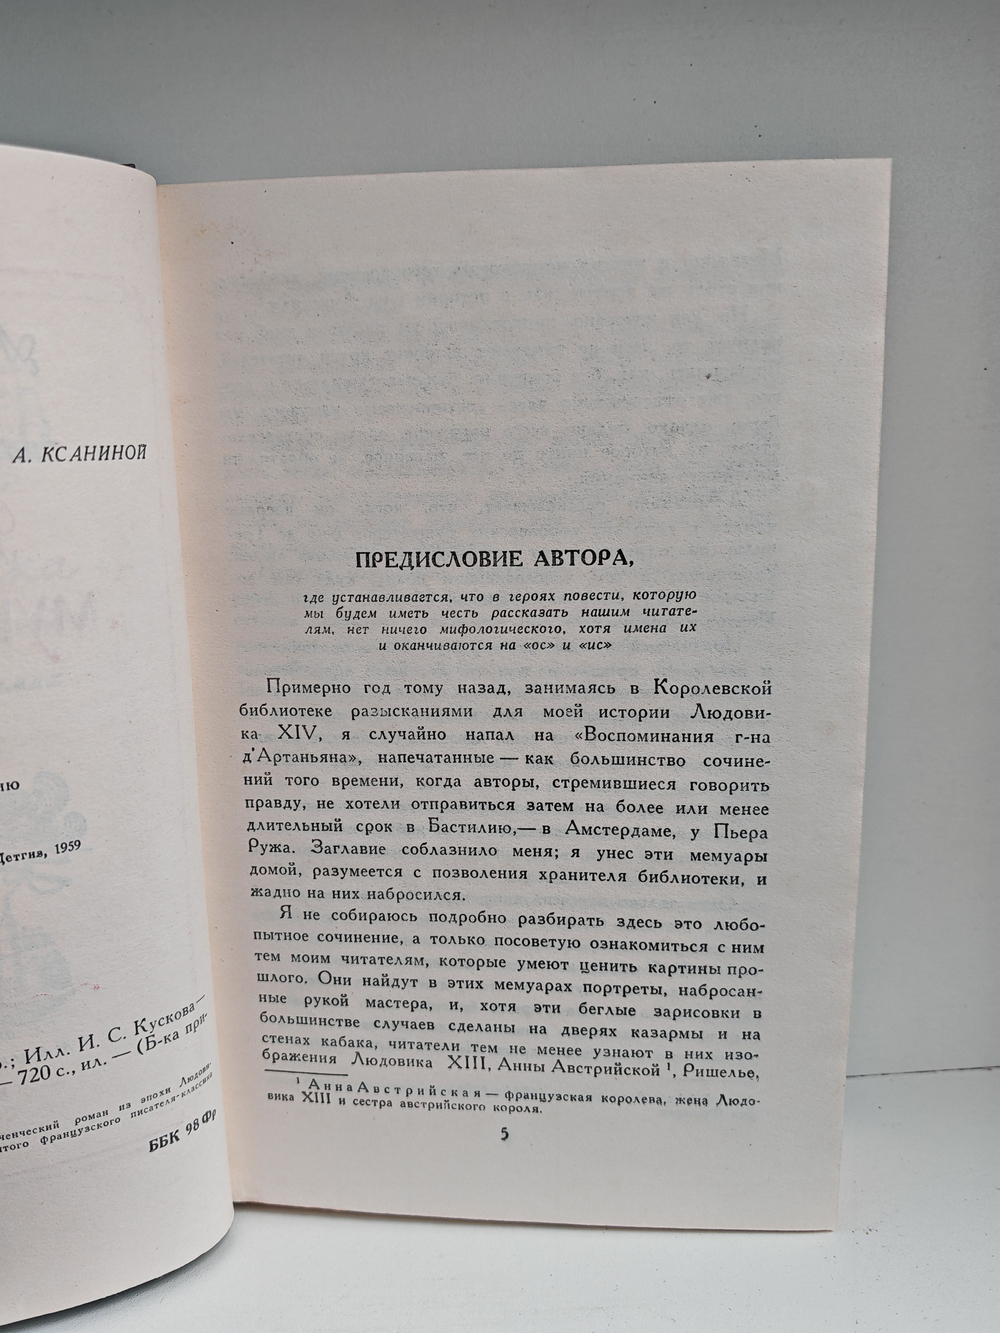 А. КСАНИНОЙ
Детгиз, 1959
Илл. И. С. Кускова—
— 720 с., ил. — (Б-ка при-
роман из эпохи Людови-
французского писателя-классика
ББК 98 Фр
ПРЕДИСЛОВИЕ АВТОРА,
где устанавливается, что в героях повести, которую
мы будем иметь честь рассказать нашим читате-
лям, нет ничего мифологического, хотя имена их
и оканчиваются на «ос» и «ис»
Примерно год тому назад, занимаясь в Королевской
библиотеке разысканиями для моей истории Людови-
ка XIV, я случайно напал на «Воспоминания г-на
д'Артаньяна», напечатанные — как большинство сочине-
ний того времени, когда авторы, стремившиеся говорить
правду, не хотели отправиться затем на более или менее
длительный срок в Бастилию,— в Амстердаме, у Пьера
Ружа. Заглавие соблазнило меня; я унес эти мемуары
домой, разумеется с позволения хранителя библиотеки, и
жадно на них набросился.
Я не собираюсь подробно разбирать здесь это любо-
пытное сочинение, а только посоветую ознакомиться с ним
тем моим читателям, которые умеют ценить картины про-
шлого. Они найдут в этих мемуарах портреты, набросан-
ные рукой мастера, и, хотя эти беглые зарисовки в
большинстве случаев сделаны на дверях казармы и на
стенах кабака, читатели тем не менее узнают в них изо-
бражения Людовика XIII, Анны Австрийской ¹, Ришелье,
¹ Анна Австрийская — французская королева, жена Людо-
вика XIII и сестра австрийского короля.
5